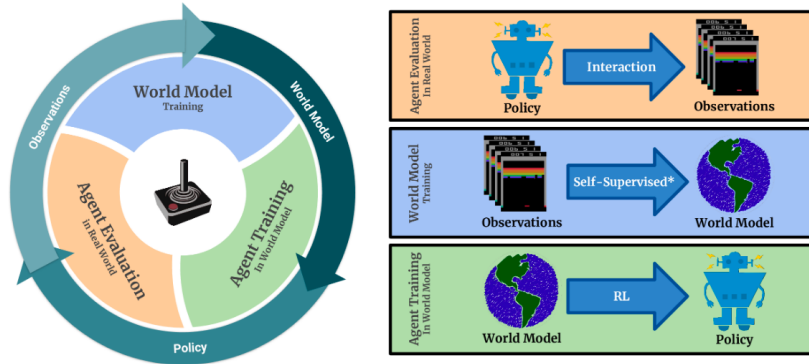 World Model
Training
Observations
World Model
Agent Evaluation
in Real World
Agent Training
In World Model
Policy
Agent Evaluation
In Real World
Policy
Interaction
Observations
World Model
Training
Observations
Self-Supervised*
World Model
Agent Training
In World Model
World Model
RL
Policy